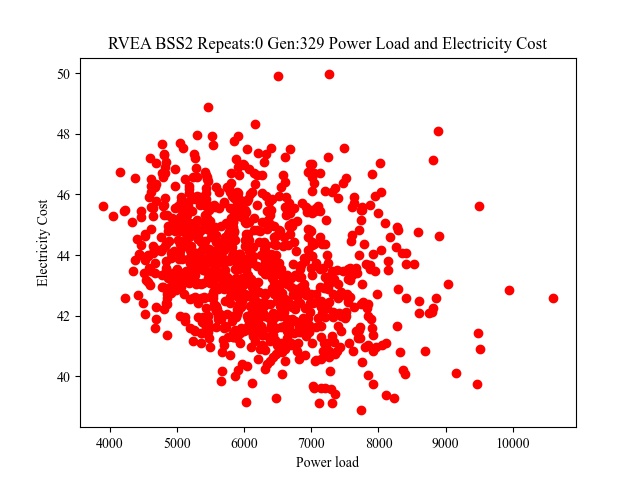 RVEA BSS2 Repeats:0 Gen:329 Power Load and Electricity Cost
50
48
46
44
42
40
Electricity Cost
4000 5000 6000 7000 8000 9000 10000
Power load